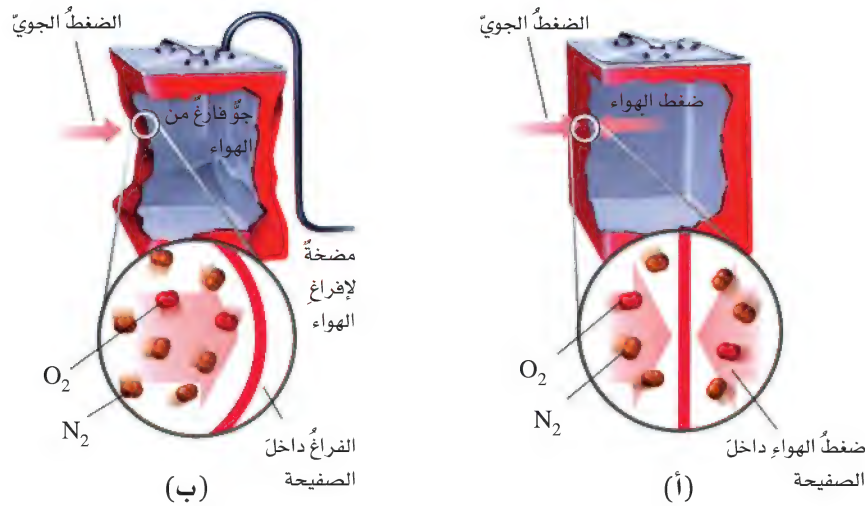 الضغطُ الجويّ
ضغط الهواء
O₂
N₂
ضغطُ الهواءِ داخلَ
الصفيحة
(أ)
الضغطُ الجويّ
جوٌّ فارغٌ من
الهواء
مضخةٌ
لإفراغِ
الهواء
O₂
N₂
الفراغُ داخلَ
الصفيحة
(ب)